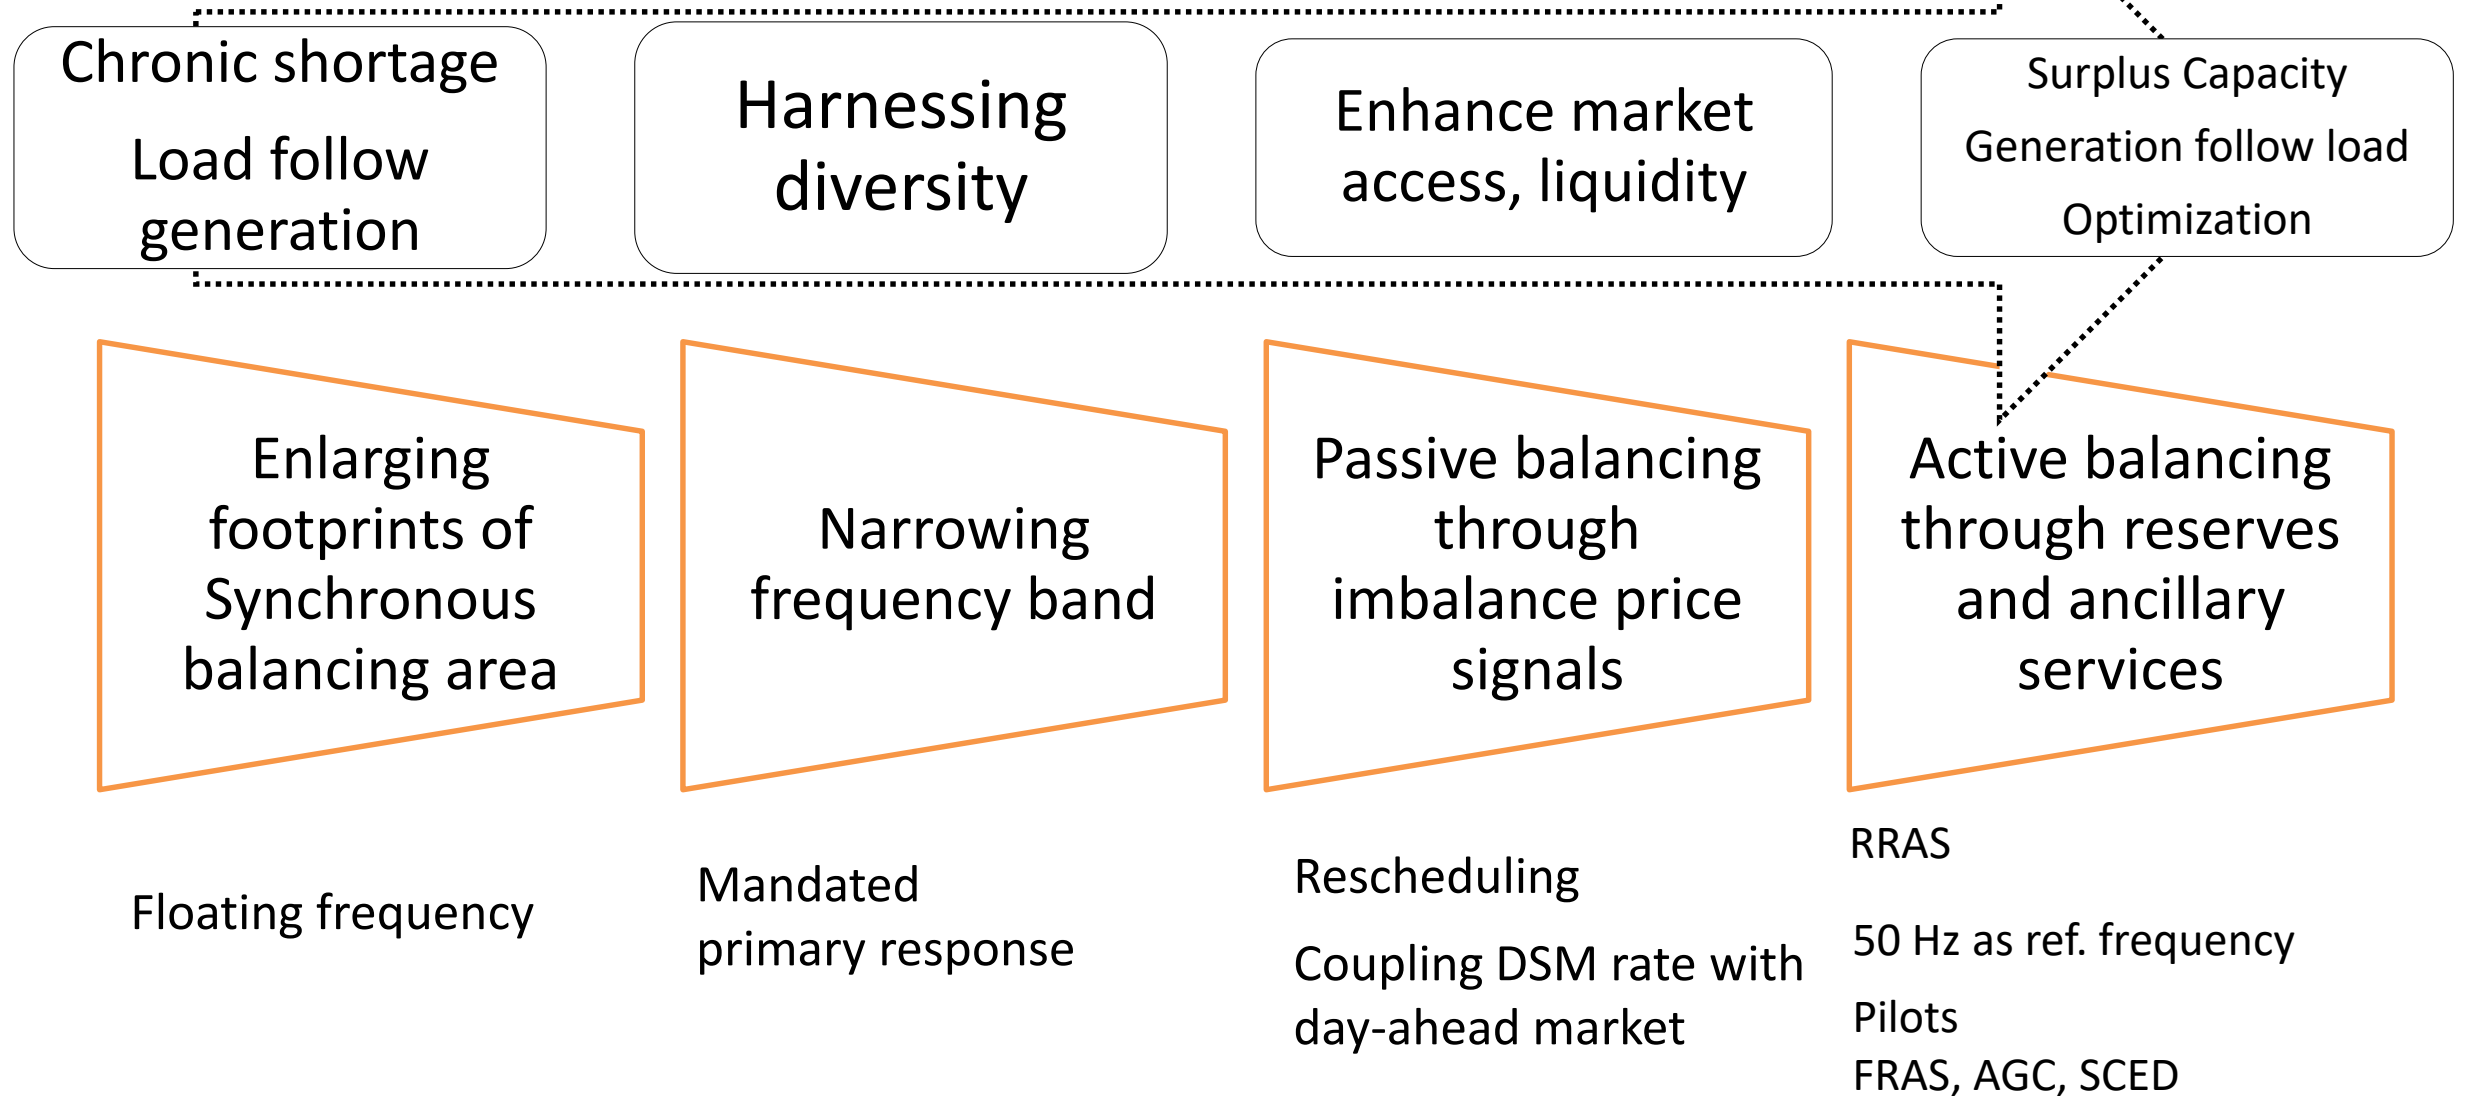 Chronic shortage
Load follow
generation
Harnessing
diversity
Enhance market
access, liquidity
Surplus Capacity
Generation follow load
Optimization
Enlarging
footprints of
Synchronous
balancing area
Narrowing
frequency band
Passive balancing
through
imbalance price
signals
Active balancing
through reserves
and ancillary
services
Floating frequency
Mandated
primary response
Rescheduling
Coupling DSM rate with
day-ahead market
RRAS
50 Hz as ref. frequency
Pilots
FRAS, AGC, SCED